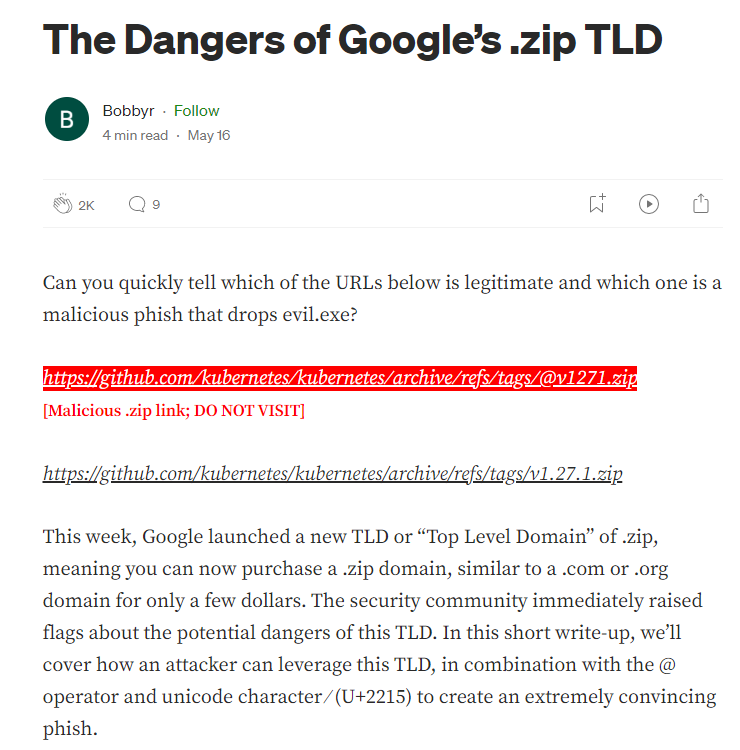 The Dangers of Google’s .zip TLD
B
Bobbyr · Follow
4 min read · May 16
2K 9
Can you quickly tell which of the URLs below is legitimate and which one is a
malicious phish that drops evil.exe?
https://github.com∕kubernetes∕kubernetes∕archive∕refs∕tags∕@v1271.zip
[Malicious .zip link; DO NOT VISIT]
https://github.com/kubernetes/kubernetes/archive/refs/tags/v1.27.1.zip
This week, Google launched a new TLD or “Top Level Domain” of .zip,
meaning you can now purchase a .zip domain, similar to a .com or .org
domain for only a few dollars. The security community immediately raised
flags about the potential dangers of this TLD. In this short write-up, we’ll
cover how an attacker can leverage this TLD, in combination with the @
operator and unicode character ∕ (U+2215) to create an extremely convincing
phish.